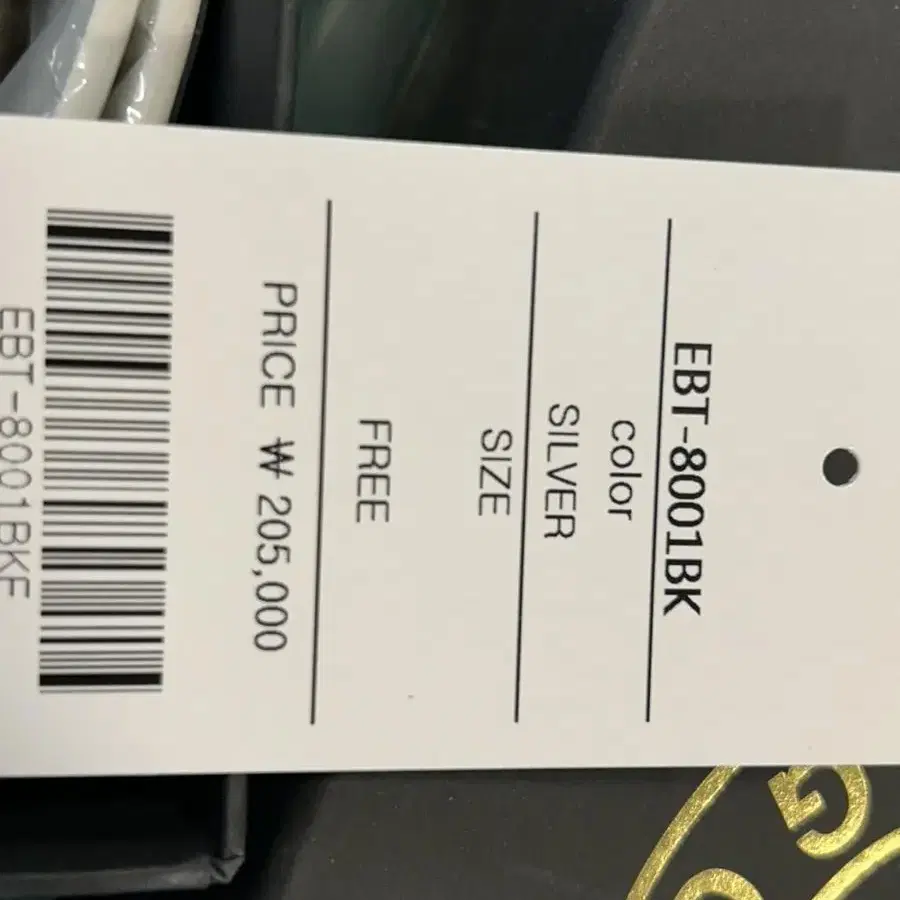 EBT-8001BK
color
SILVER
SIZE
FREE
PRICE ₩ 205,000
EBT-8001BKF
G